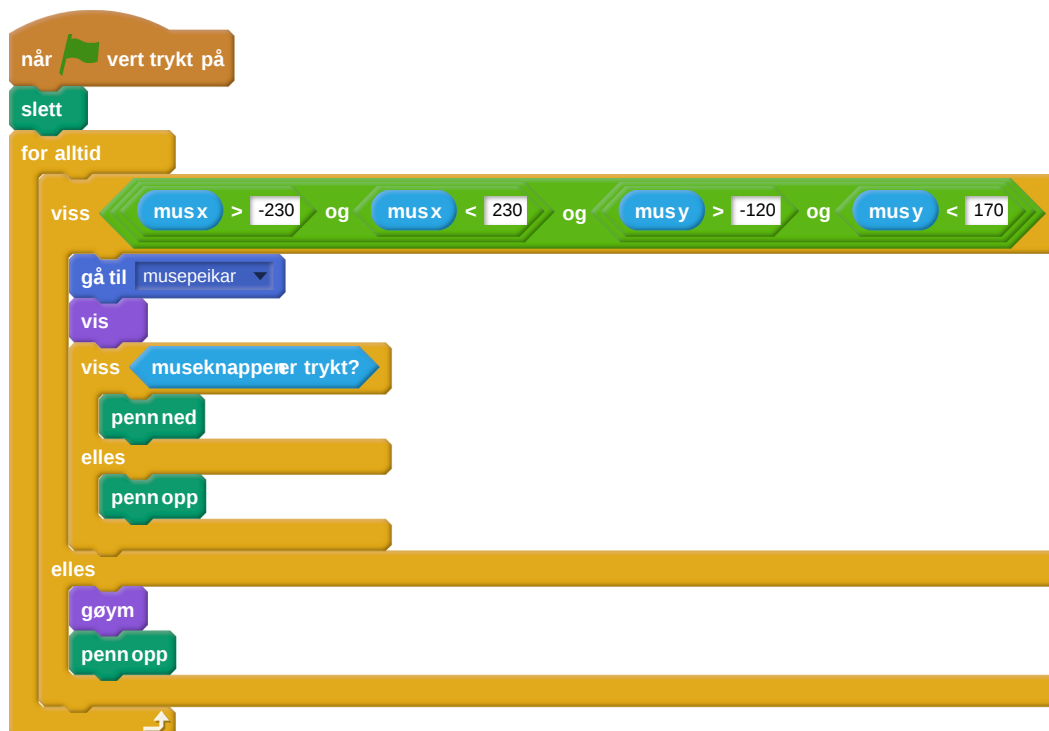 når vert trykt på
slett
for alltid
viss mus x > -230 og mus x < 230 og mus y > -120 og mus y < 170
gå til musepeikar
vis
viss museknappen er trykt?
penn ned
elles
penn opp
elles
gøym
penn opp